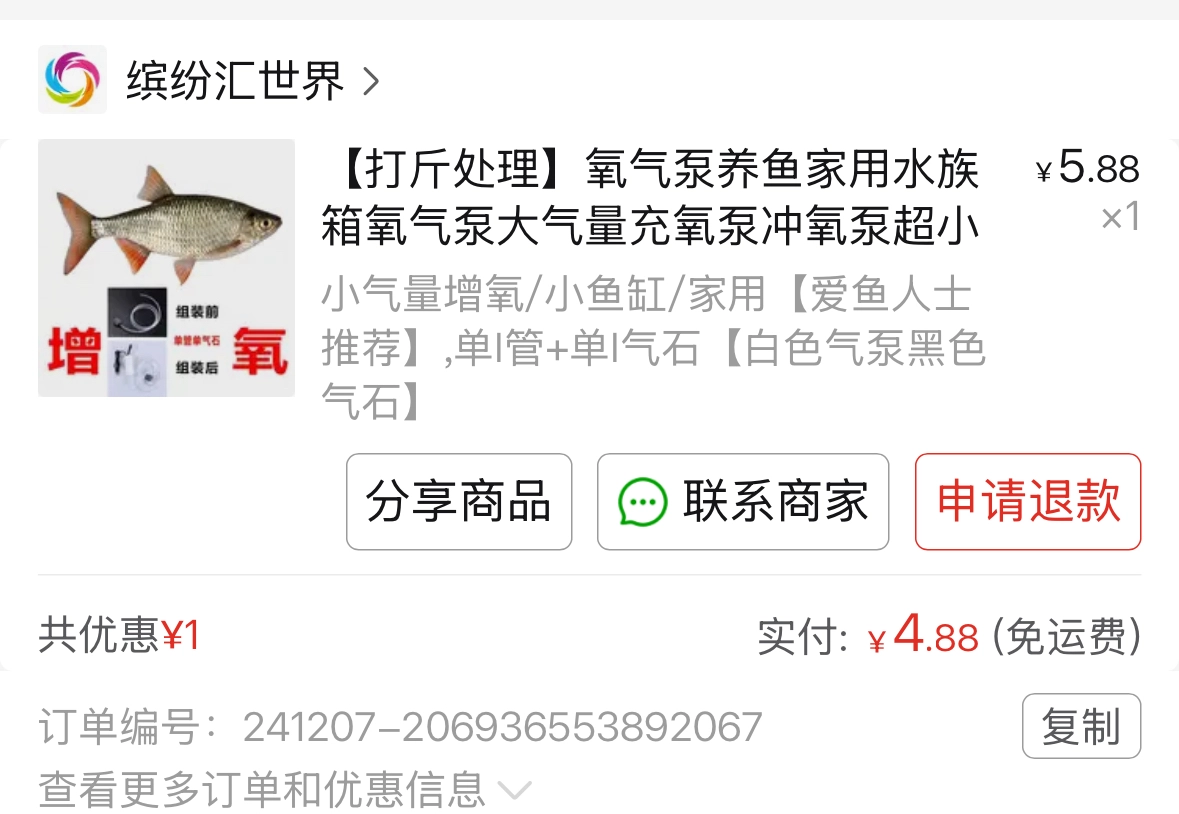 缤纷汇世界
【打斤处理】氧气泵养鱼家用水族
箱氧气泵大气量充氧泵冲氧泵超小
¥5.88
×1
小气量增氧/小鱼缸/家用【爱鱼人士
推荐】,单l管+单l气石【白色气泵黑色
气石】
组装前
增
单管单气石
氧
组装后
分享商品
联系商家
申请退款
共优惠¥1
实付: ¥4.88 (免运费)
订单编号: 241207-206936553892067
复制
查看更多订单和优惠信息